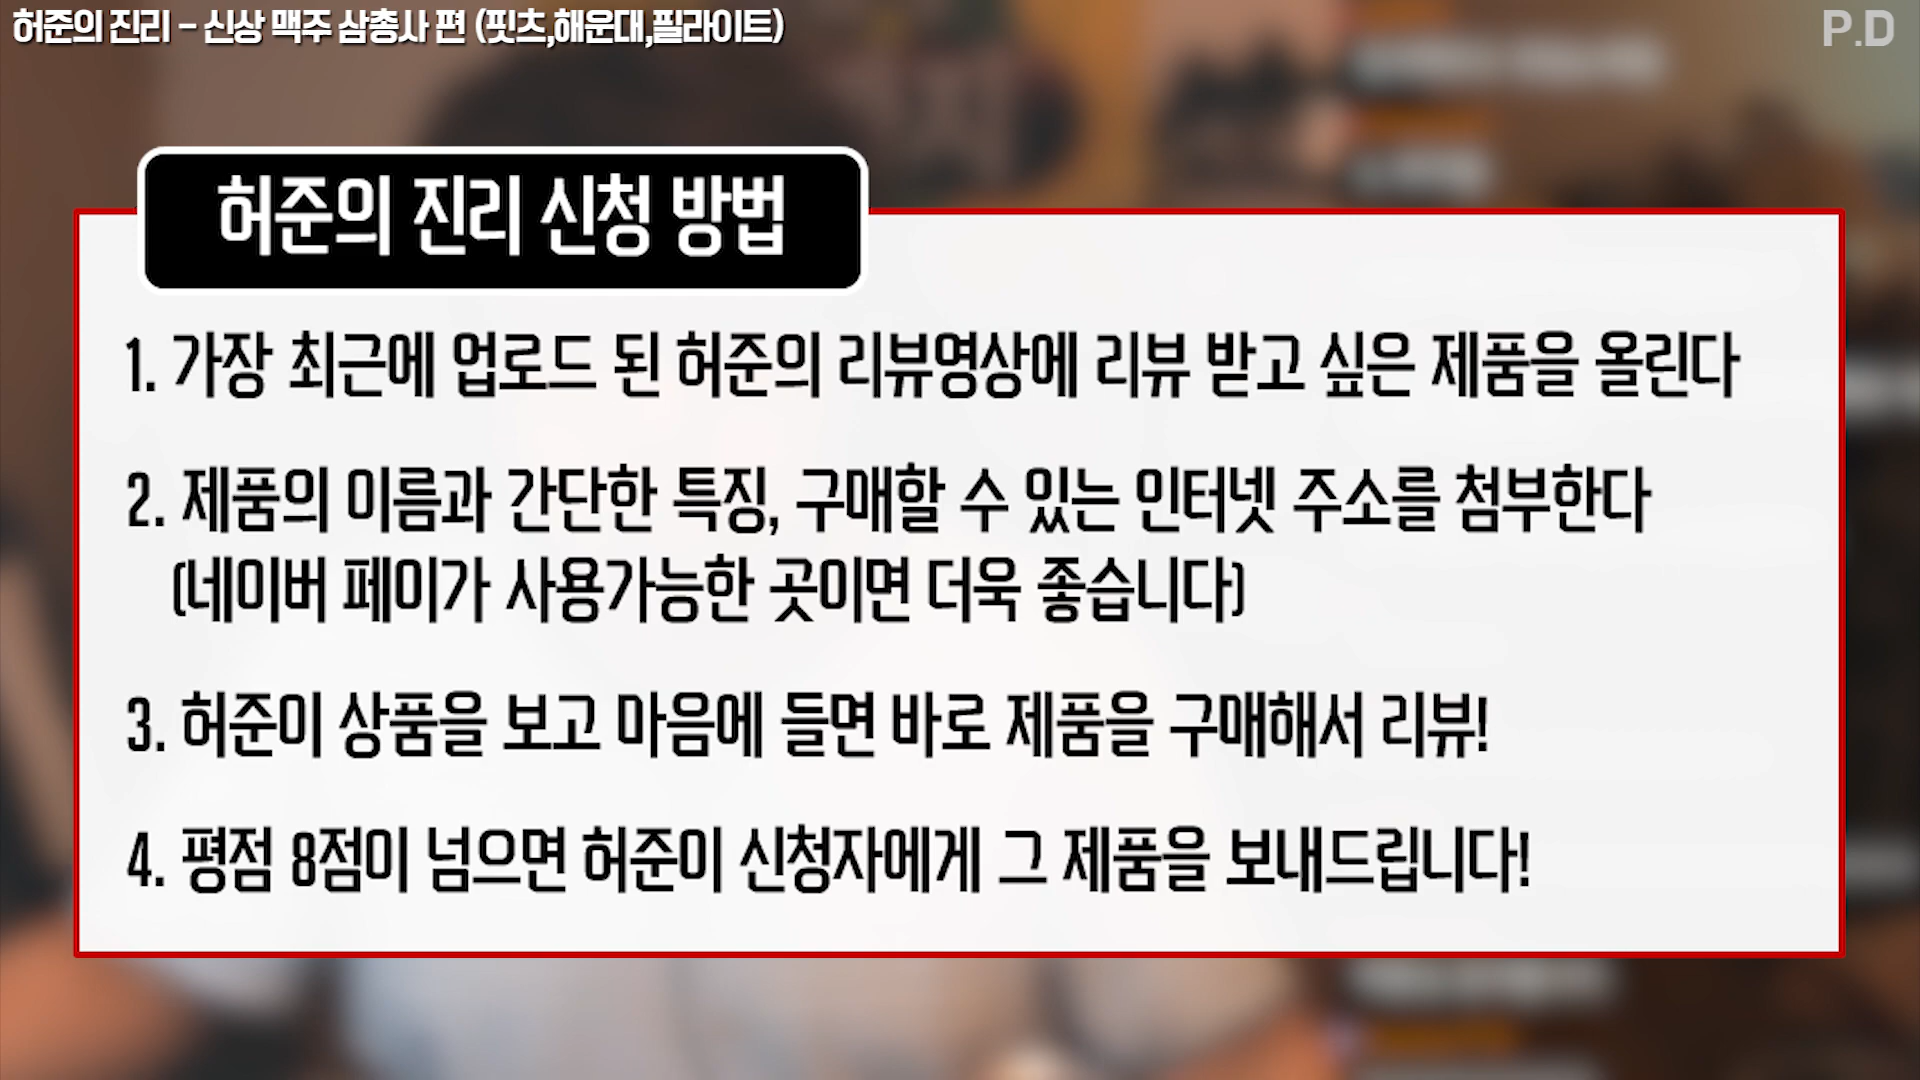 허준의 진리 - 신상 맥주 삼총사 편 (핏츠,해운대,필라이트)
P.D
허준의 진리 신청 방법
1. 가장 최근에 업로드 된 허준의 리뷰영상에 리뷰 받고 싶은 제품을 올린다
2. 제품의 이름과 간단한 특징, 구매할 수 있는 인터넷 주소를 첨부한다
(네이버 페이가 사용가능한 곳이면 더욱 좋습니다)
3. 허준이 상품을 보고 마음에 들면 바로 제품을 구매해서 리뷰!
4. 평점 8점이 넘으면 허준이 신청자에게 그 제품을 보내드립니다!